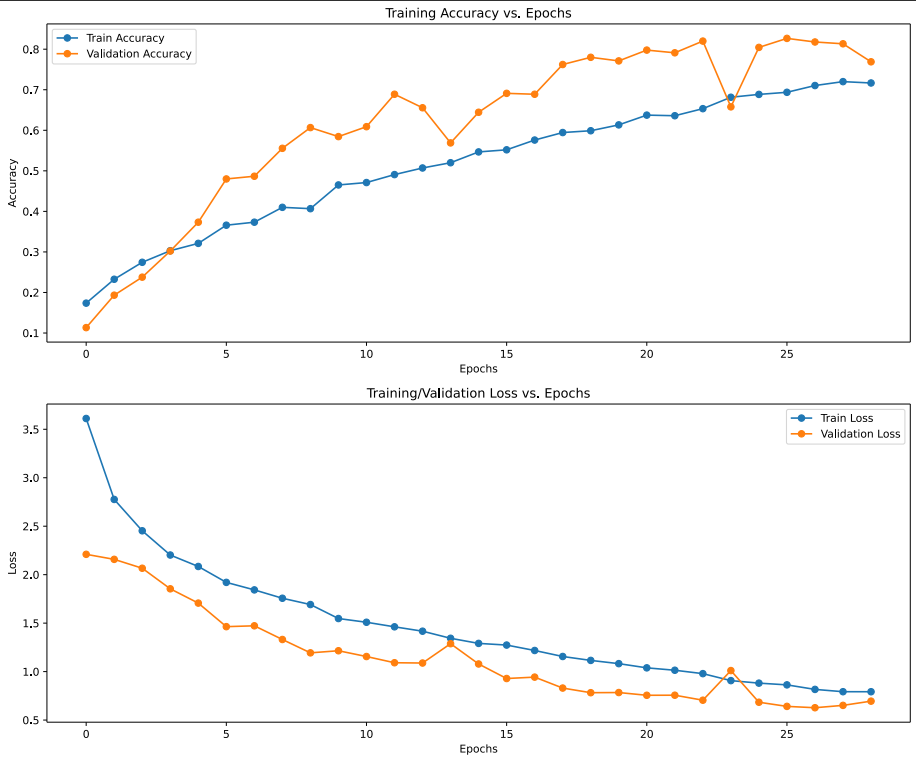 Training Accuracy vs. Epochs
Train Accuracy
Validation Accuracy
Accuracy
0.8
0.7
0.6
0.5
0.4
0.3
0.2
0.1
0 5 10 15 20 25
Epochs
Training/Validation Loss vs. Epochs
Train Loss
Validation Loss
Loss
3.5
3.0
2.5
2.0
1.5
1.0
0.5
0 5 10 15 20 25
Epochs